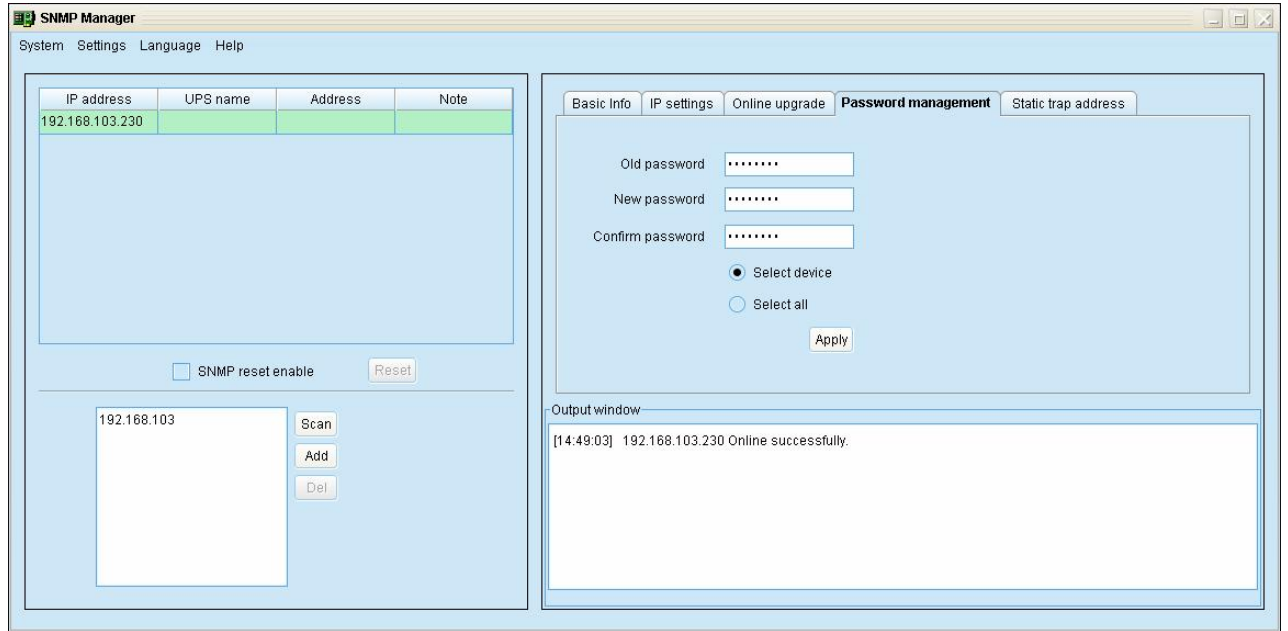 SNMP Manager
System Settings Language Help
IP address UPS name Address Note
192.168.103.230
SNMP reset enable Reset
192.168.103
Scan
Add
Del
Basic Info IP settings Online upgrade Password management Static trap address
Old password ········
New password ········
Confirm password ········
Select device
Select all
Apply
Output window
[14:49:03] 192.168.103.230 Online successfully.